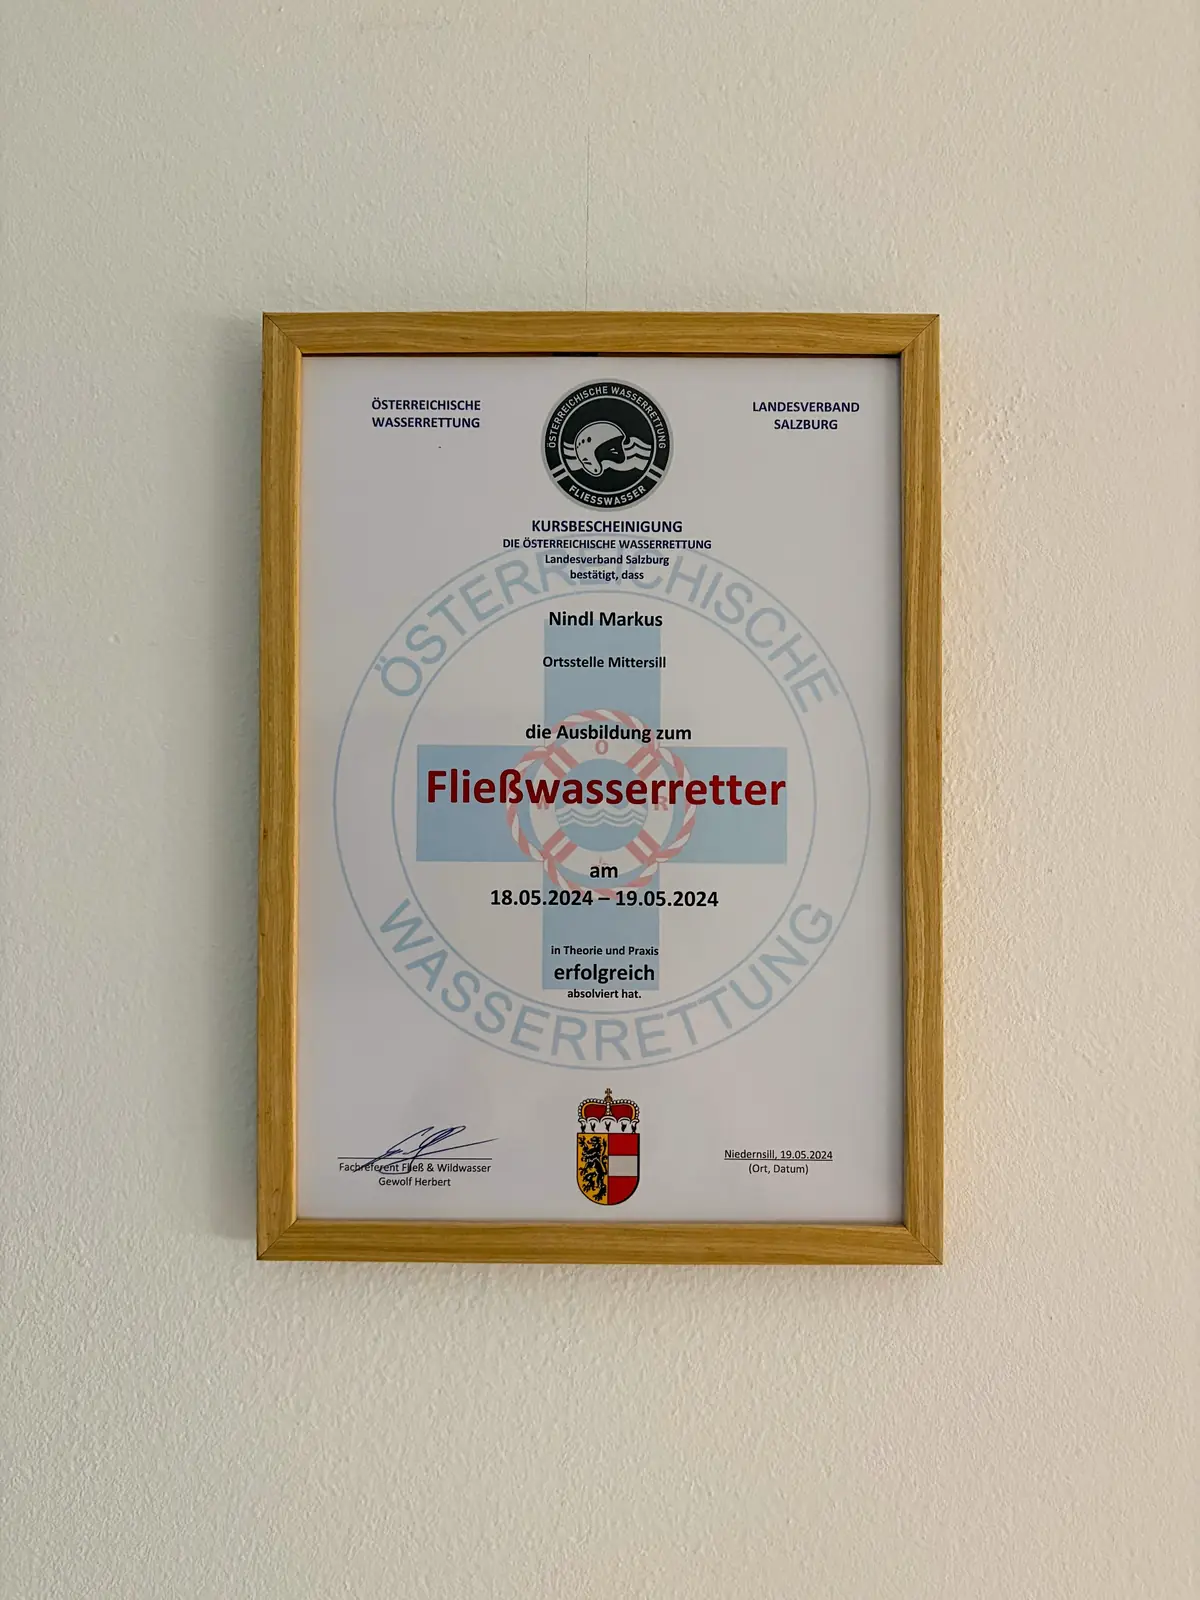 ÖSTERREICHISCHE
WASSERRETTUNG
LANDESVERBAND
SALZBURG
ÖSTERREICHISCHE WASSERRETTUNG
FLIESSWASSER
KURSBESCHEINIGUNG
DIE ÖSTERREICHISCHE WASSERRETTUNG
Landesverband Salzburg
bestätigt, dass
ÖSTERREICHISCHE
Nindl Markus
Ortsstelle Mittersill
die Ausbildung zum
Ö
Fließwasserretter
W R
L
am
18.05.2024 – 19.05.2024
in Theorie und Praxis
erfolgreich
absolviert hat.
WASSERRETTUNG
Fachreferent Fließ & Wildwasser
Gewolf Herbert
Niedernsill, 19.05.2024
(Ort, Datum)